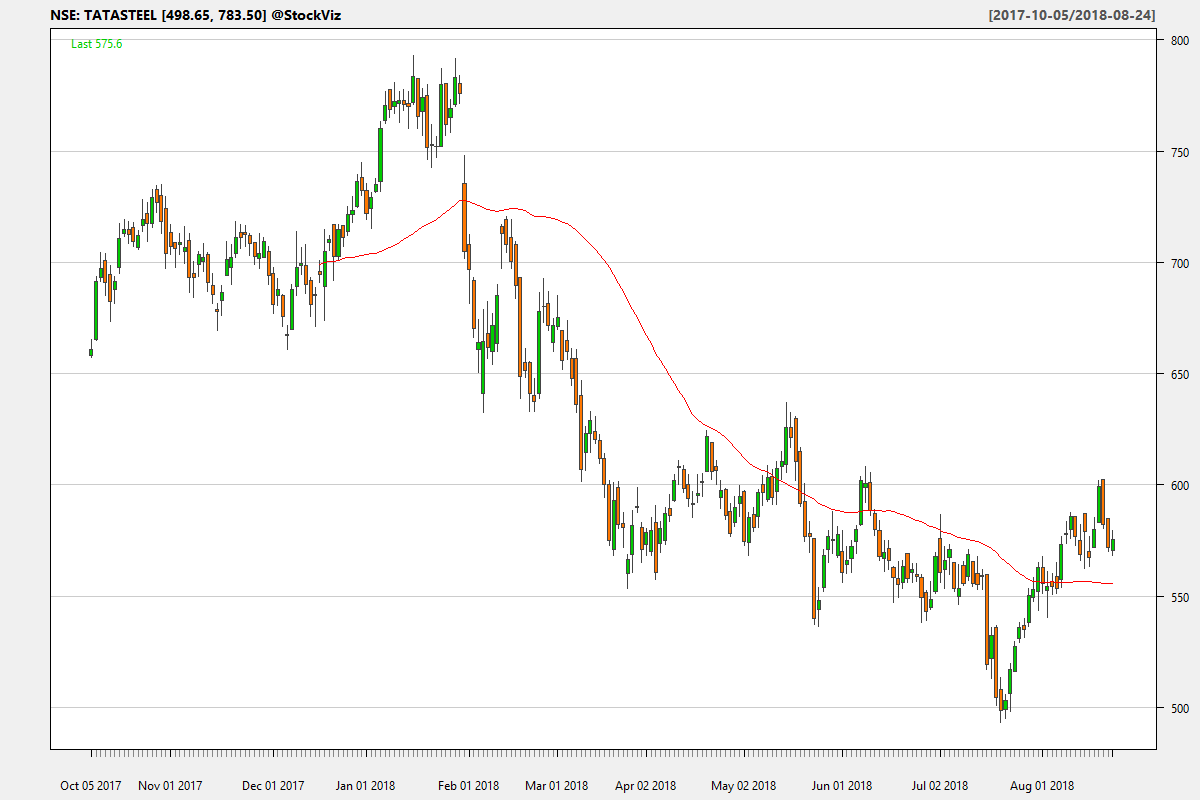 NSE: TATASTEEL [498.65, 783.50] @StockViz
[2017-10-05/2018-08-24]
Last 575.6
800
750
700
650
600
550
500
Oct 05 2017
Nov 01 2017
Dec 01 2017
Jan 01 2018
Feb 01 2018
Mar 01 2018
Apr 02 2018
May 02 2018
Jun 01 2018
Jul 02 2018
Aug 01 2018